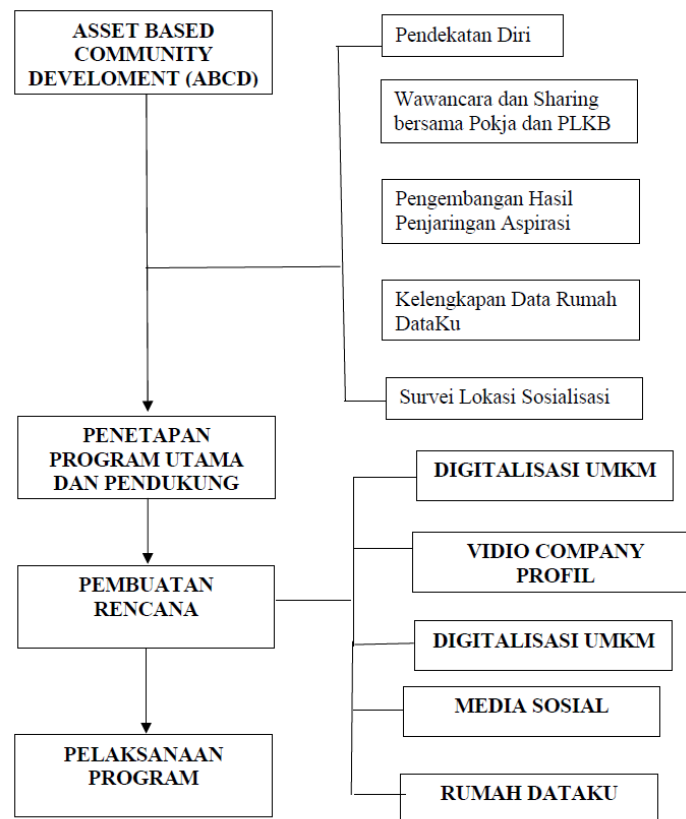 ASSET BASED
COMMUNITY
DEVELOMENT (ABCD)
Pendekatan Diri
Wawancara dan Sharing
bersama Pokja dan PLKB
Pengembangan Hasil
Penjaringan Aspirasi
Kelengkapan Data Rumah
DataKu
Survei Lokasi Sosialisasi
PENETAPAN
PROGRAM UTAMA
DAN PENDUKUNG
PEMBUATAN
RENCANA
PELAKSANAAN
PROGRAM
DIGITALISASI UMKM
VIDIO COMPANY
PROFIL
DIGITALISASI UMKM
MEDIA SOSIAL
RUMAH DATAKU